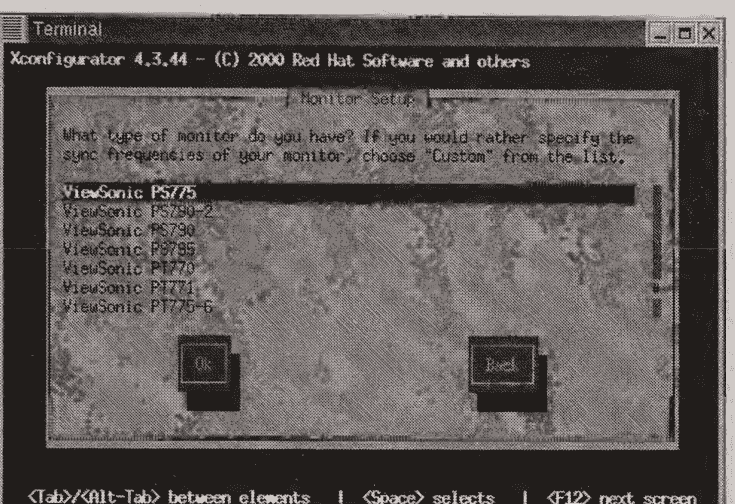 Terminal
Xconfigurator 4.3.44 - (C) 2000 Red Hat Software and others
Monitor Setup
What type of monitor do you have? If you would rather specify the
sync frequencies of your monitor, choose "Custom" from the list.
ViewSonic PS775
ViewSonic PS790-2
ViewSonic PS790
ViewSonic PS795
ViewSonic PT770
ViewSonic PT771
ViewSonic PT775-6
Ok
Back
<Tab>/<Alt-Tab> between elements | <Space> selects | <F12> next screen